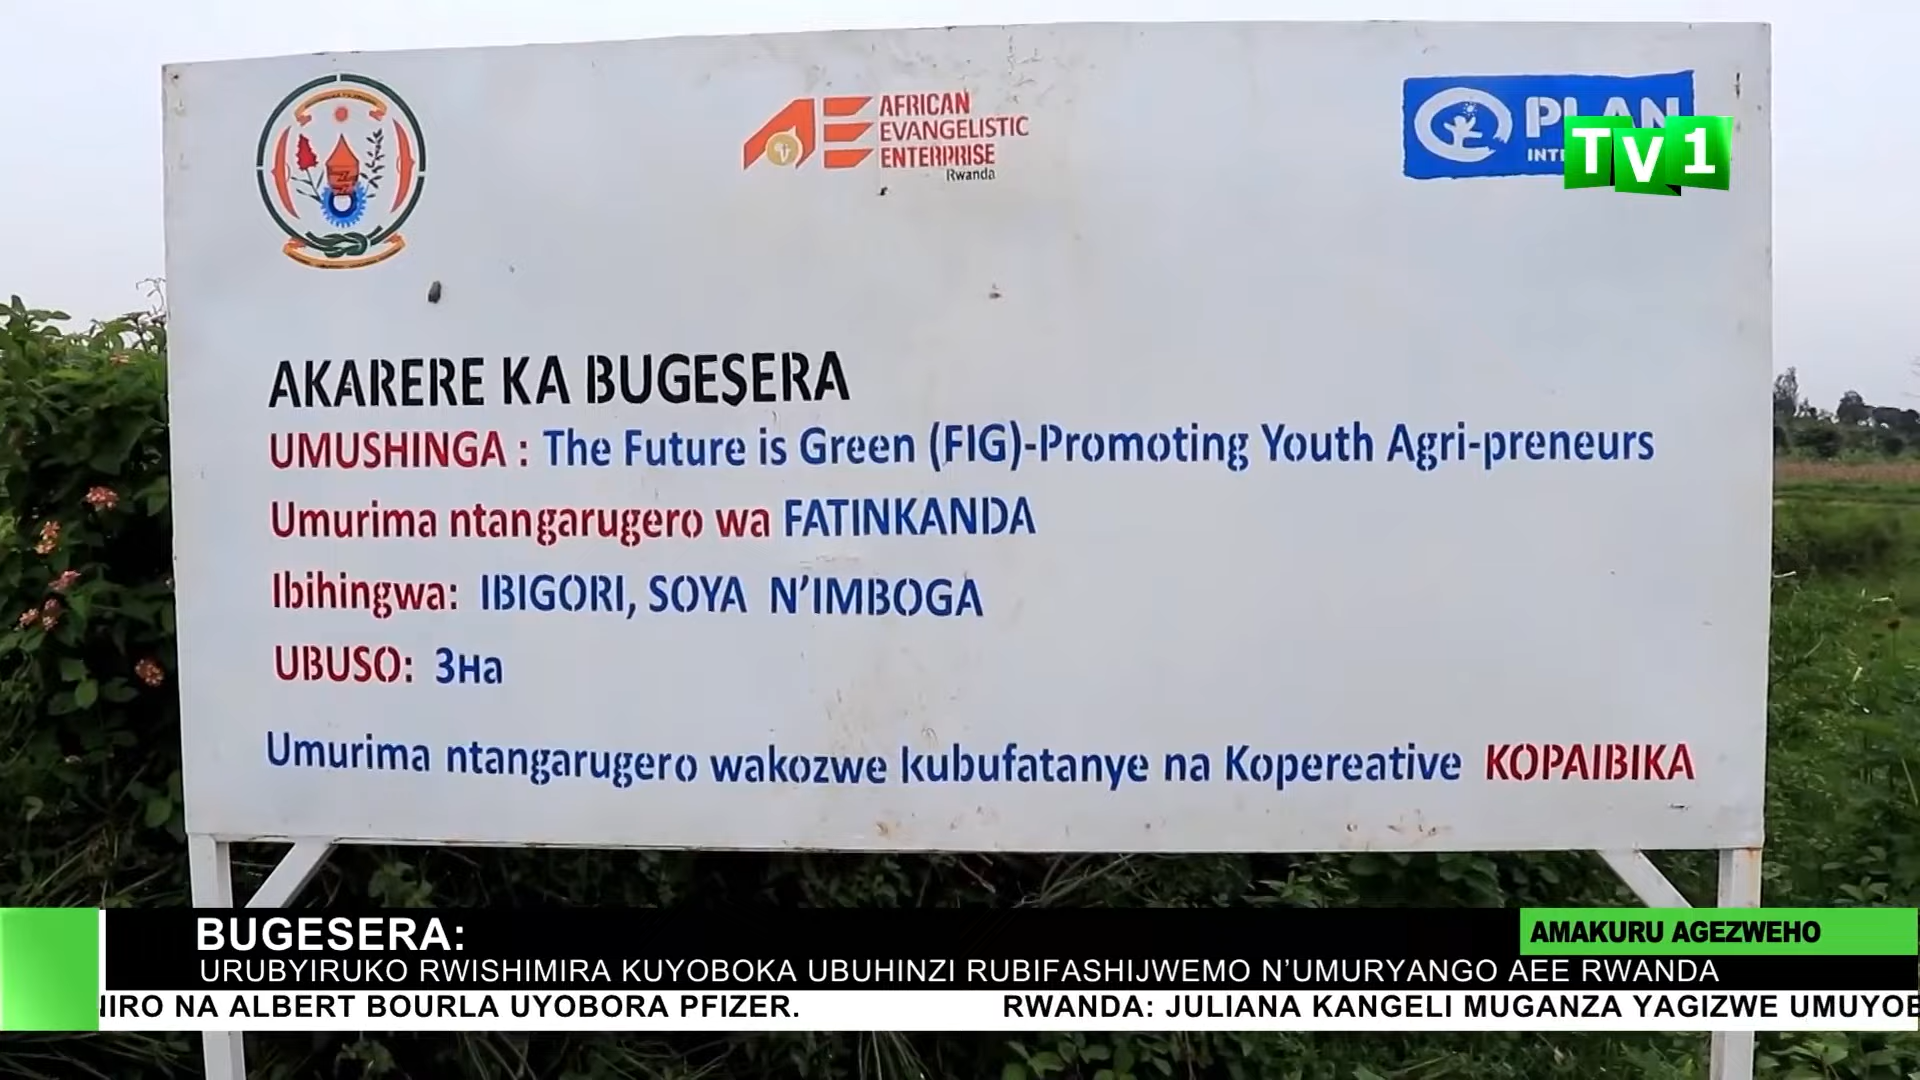 AFRICAN
EVANGELISTIC
ENTERPRISE
Rwanda
PLAN
TV1
AKARERE KA BUGESERA
UMUSHINGA : The Future is Green (FIG)-Promoting Youth Agri-preneurs
Umurima ntangarugero wa FATINKANDA
Ibihingwa: IBIGORI, SOYA N'IMBOGA
UBUSO: 3Ha
Umurima ntangarugero wakozwe kubufatanye na Kopereative KOPAIBIKA
BUGESERA:
AMAKURU AGEZWEHO
URUBYIRUKO RWISHIMIRA KUYOBOKA UBUHINZI RUBIFASHIJWEMO N'UMURYANGO AEE RWANDA
NIRO NA ALBERT BOURLA UYOBORA PFIZER. RWANDA: JULIANA KANGELI MUGANZA YAGIZWE UMUYOB